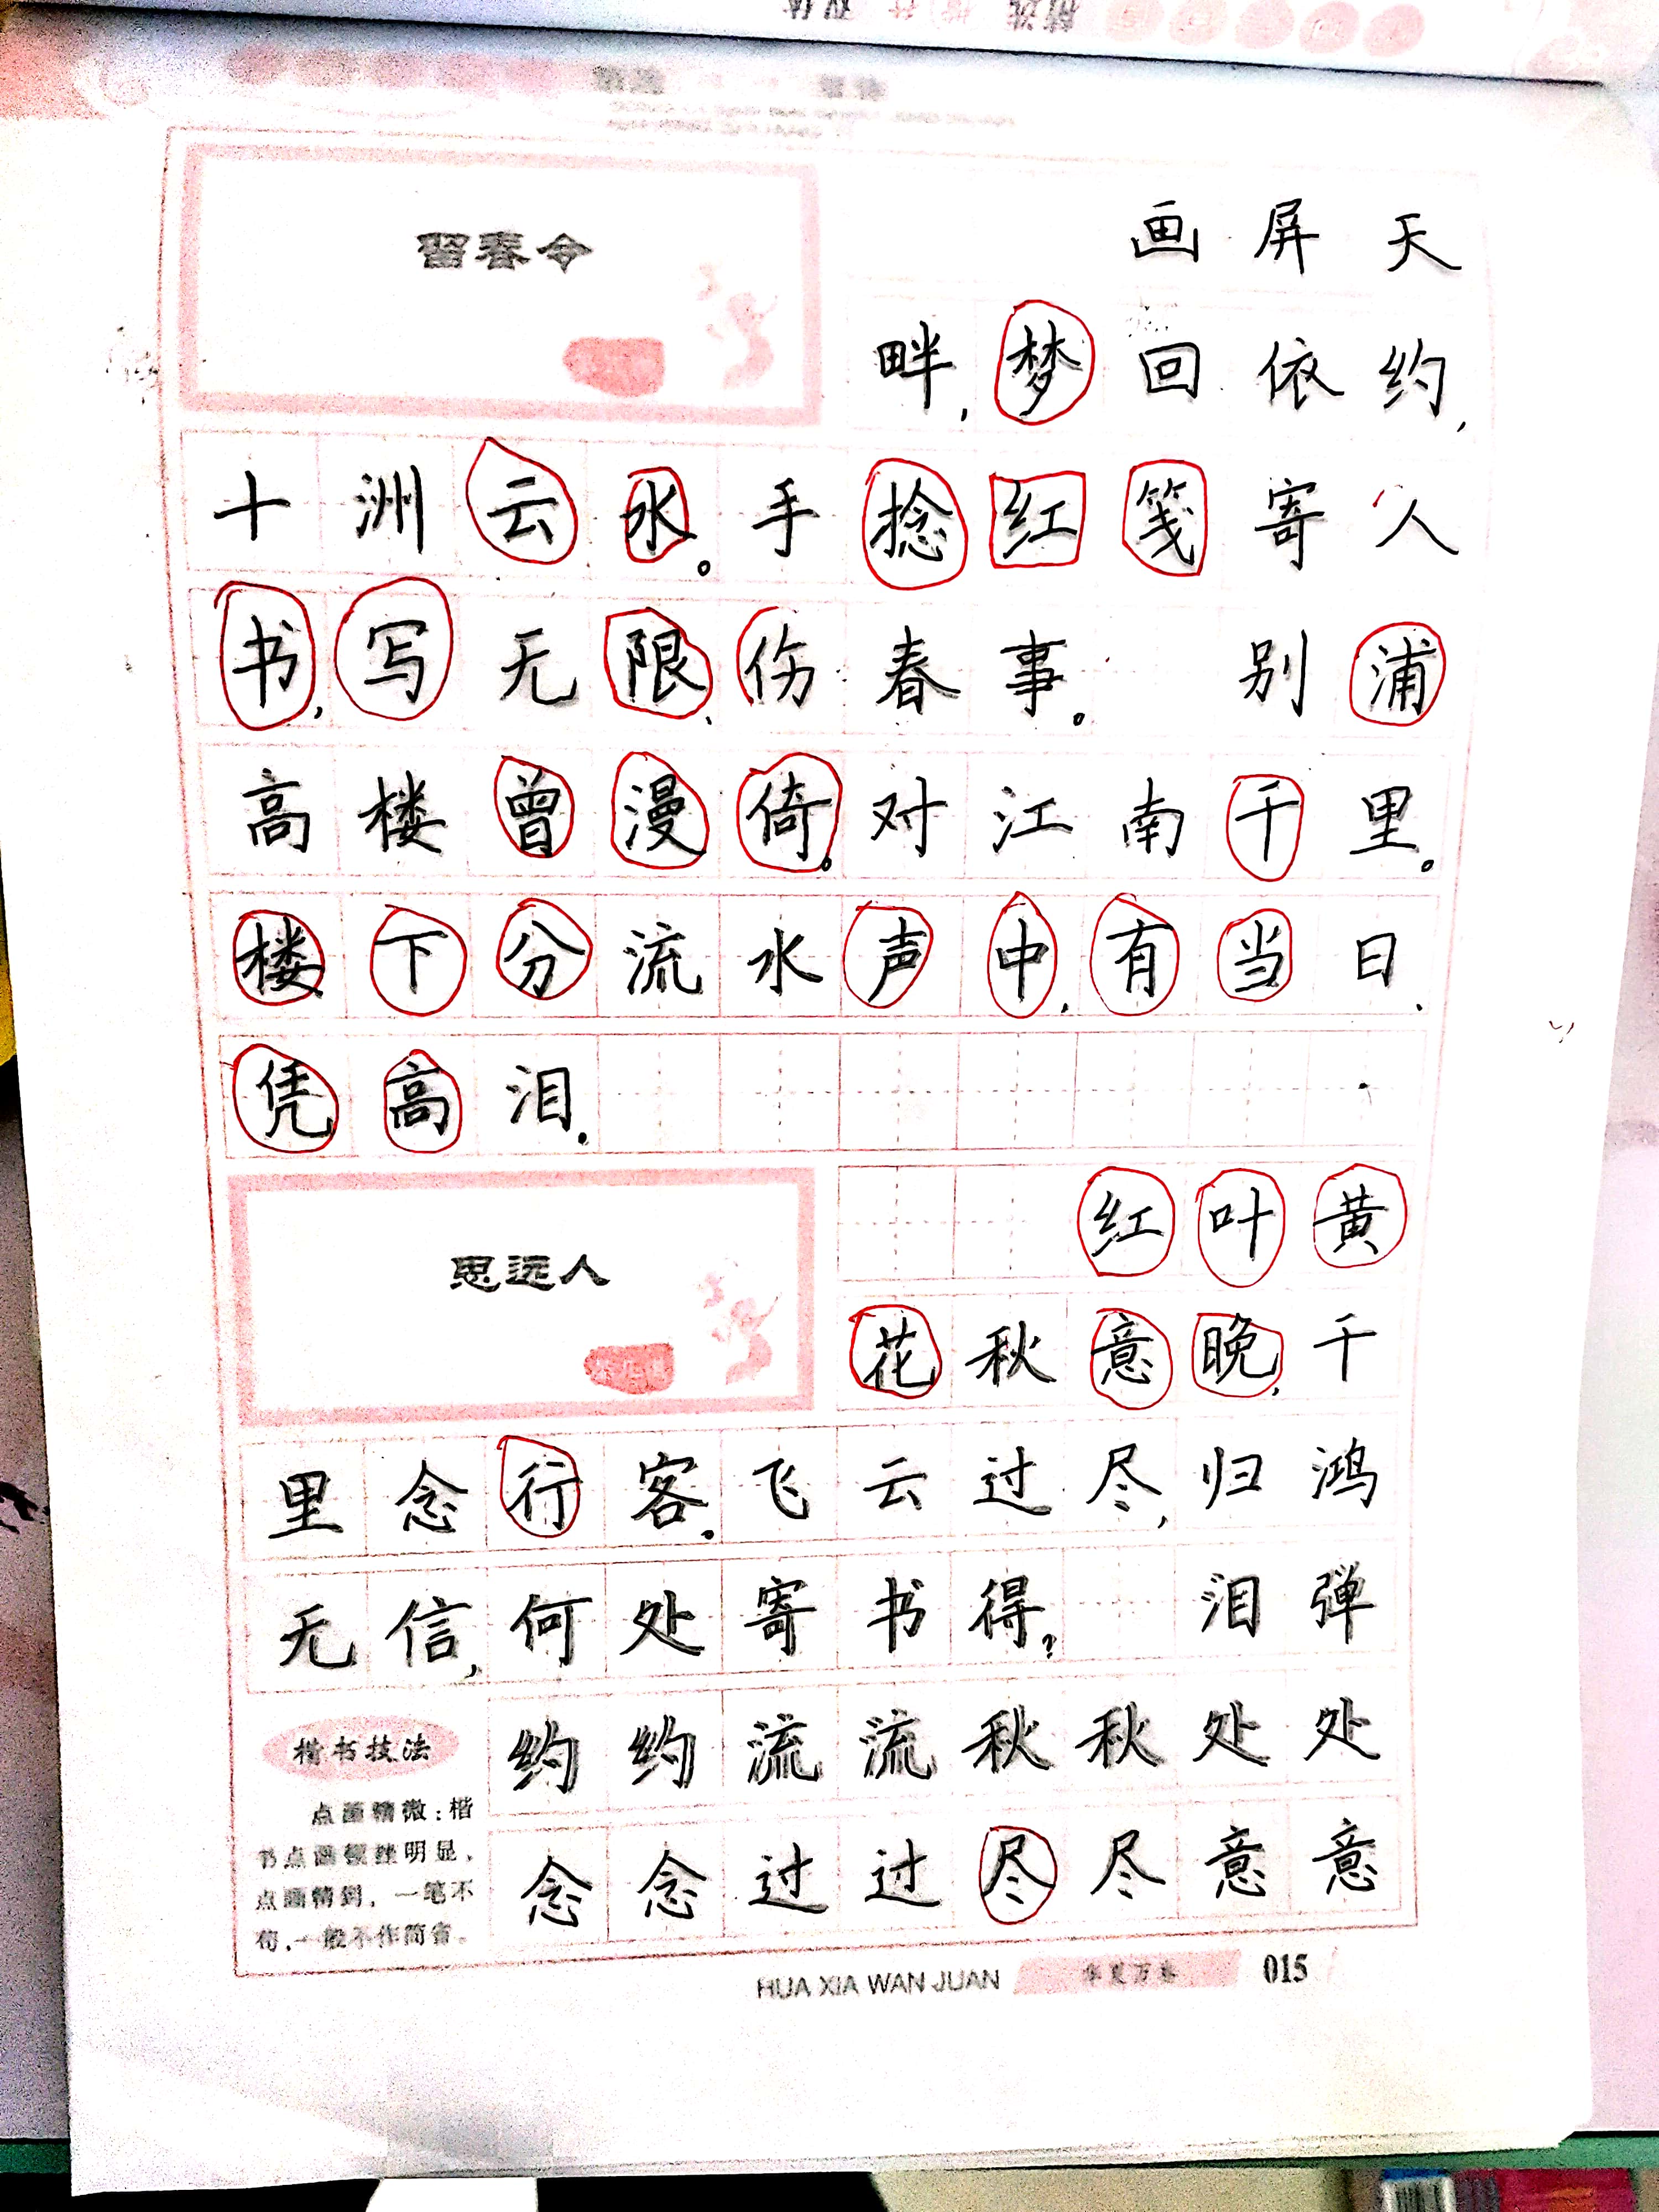 留春令
画屏天
畔,梦回依约,
十洲云水。手捻红笺寄人
书,写无限、伤春事。 别浦
高楼曾漫倚。对江南千里。
楼下分流水声中,有当日、
凭高泪。
思远人
红叶黄
花秋意晚,千
里念行客。飞云过尽,归鸿
无信,何处寄书得? 泪弹
约约流流秋秋处处
念念过过尽尽意意
楷书技法
点画精微:楷
书点画顿挫明显,
点画精到,一笔不
苟,一般不作简省。
HUA XIA WAN JUAN 华夏万卷 015